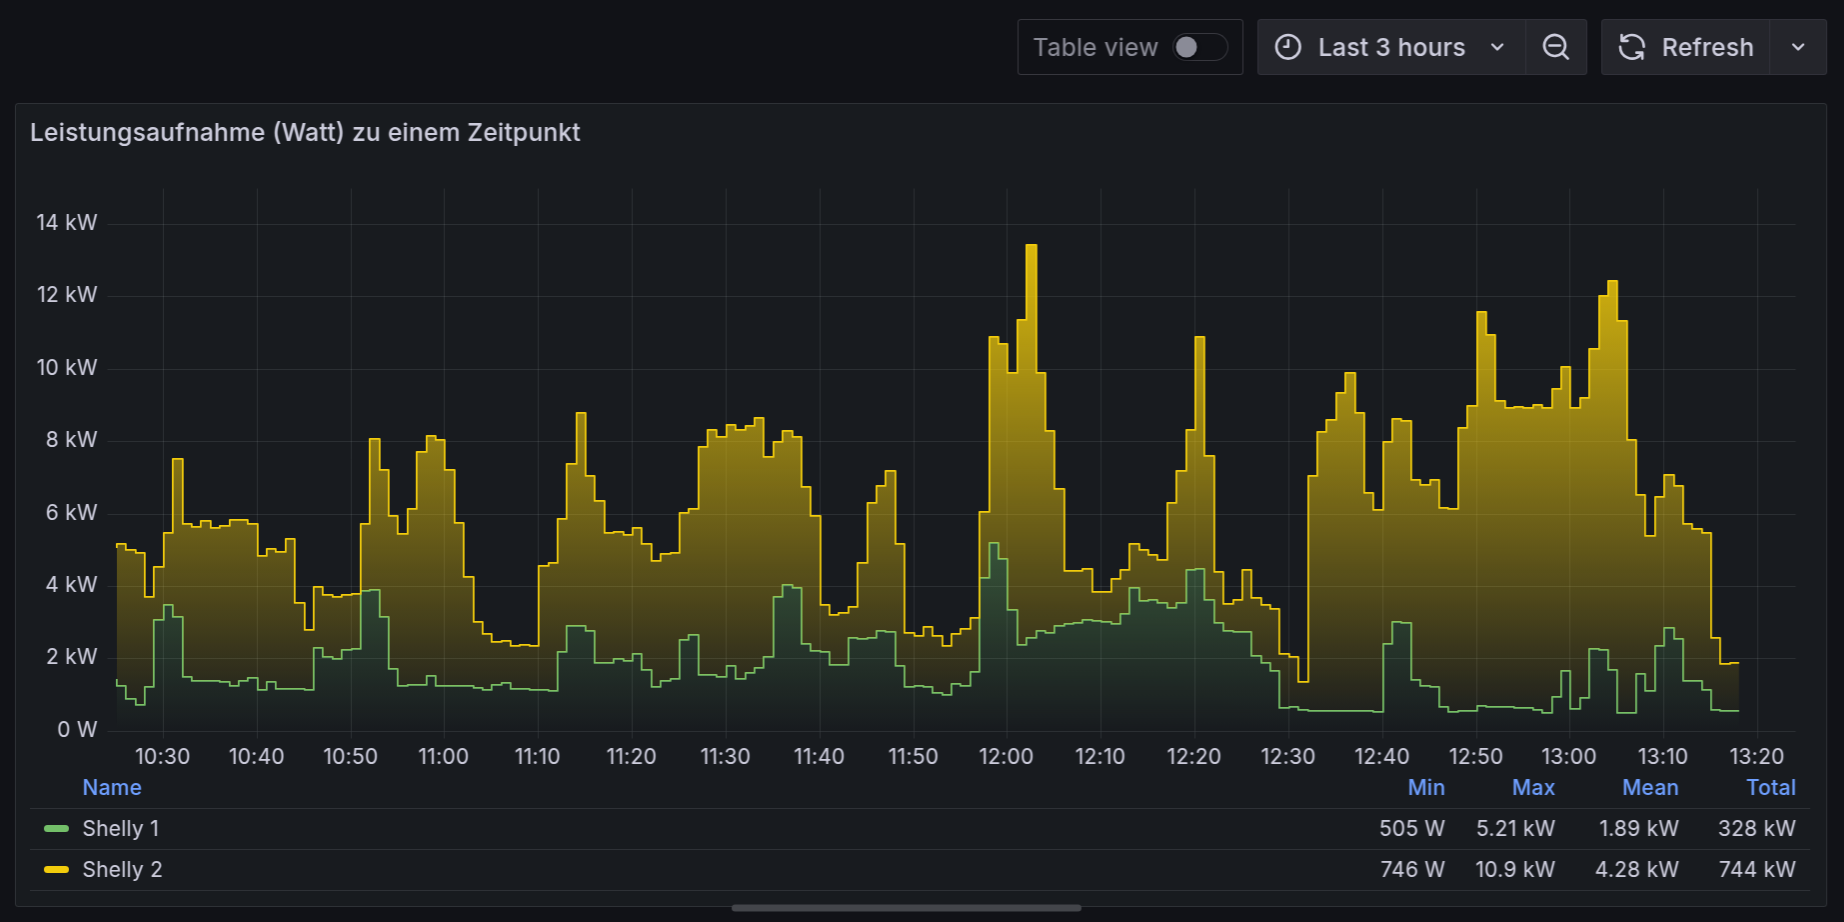 Table view Last 3 hours Refresh
Leistungsaufnahme (Watt) zu einem Zeitpunkt
14 kW
12 kW
10 kW
8 kW
6 kW
4 kW
2 kW
0 W
10:30 10:40 10:50 11:00 11:10 11:20 11:30 11:40 11:50 12:00 12:10 12:20 12:30 12:40 12:50 13:00 13:10 13:20
Name Min Max Mean Total
Shelly 1 505 W 5.21 kW 1.89 kW 328 kW
Shelly 2 746 W 10.9 kW 4.28 kW 744 kW